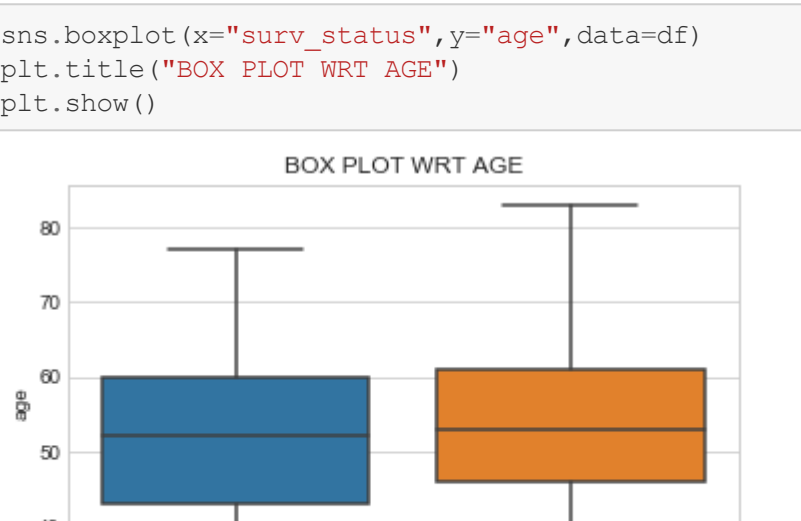 sns.boxplot(x="surv_status",y="age",data=df)
plt.title("BOX PLOT WRT AGE")
plt.show()
BOX PLOT WRT AGE
80
70
60
age
50